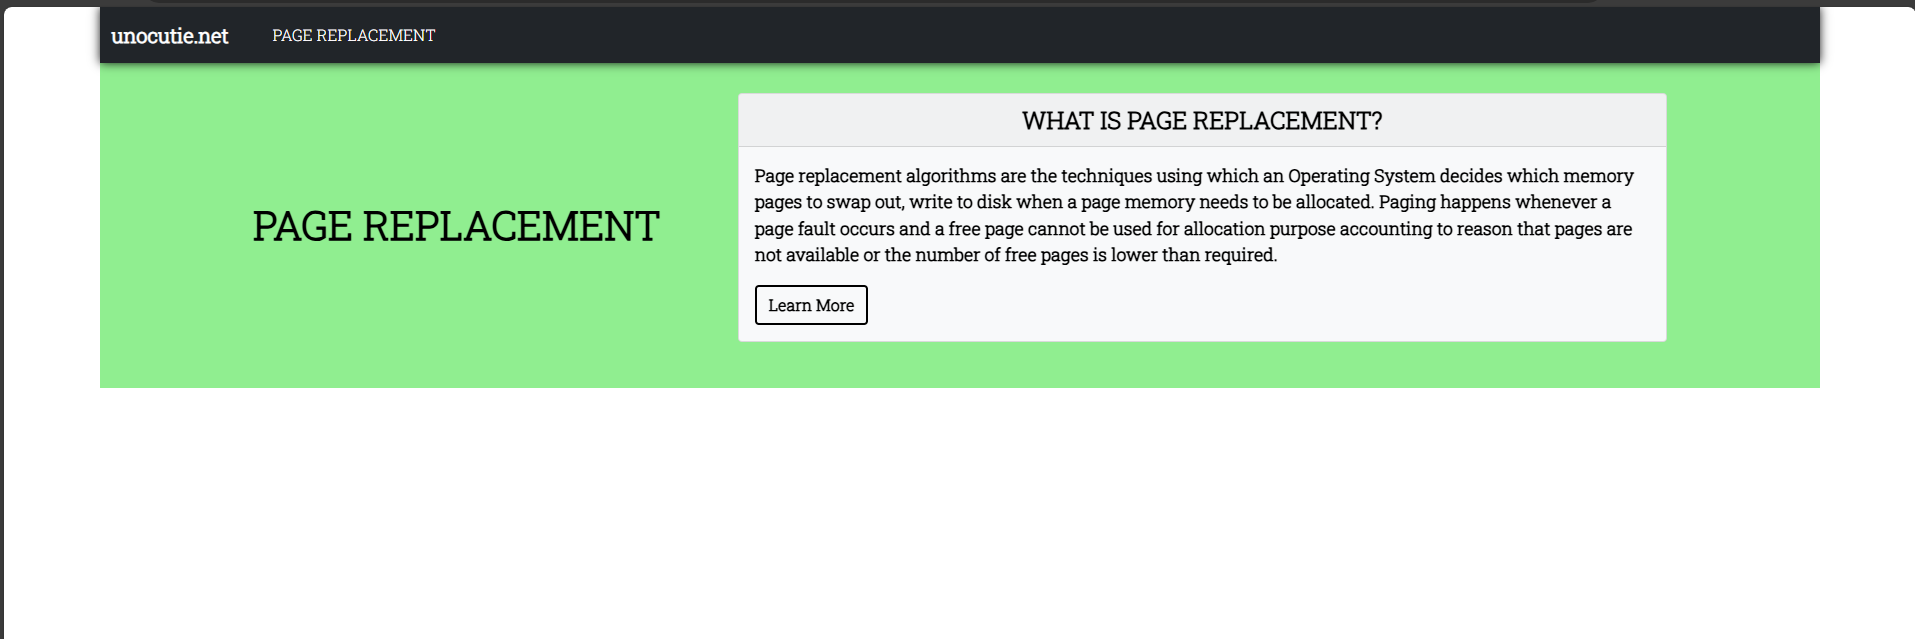 unocutie.net PAGE REPLACEMENT
PAGE REPLACEMENT
WHAT IS PAGE REPLACEMENT?
Page replacement algorithms are the techniques using which an Operating System decides which memory
pages to swap out, write to disk when a page memory needs to be allocated. Paging happens whenever a
page fault occurs and a free page cannot be used for allocation purpose accounting to reason that pages are
not available or the number of free pages is lower than required.
Learn More